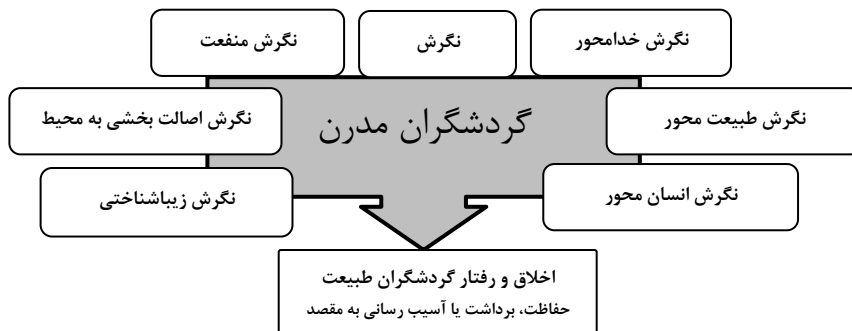 نگرش خدامحور
نگرش
نگرش منفعت
نگرش طبیعت محور
گردشگران مدرن
نگرش اصالت بخشی به محیط
نگرش انسان محور
نگرش زیباشناختی
اخلاق و رفتار گردشگران طبیعت
حفاظت، برداشت یا آسیب رسانی به مقصد